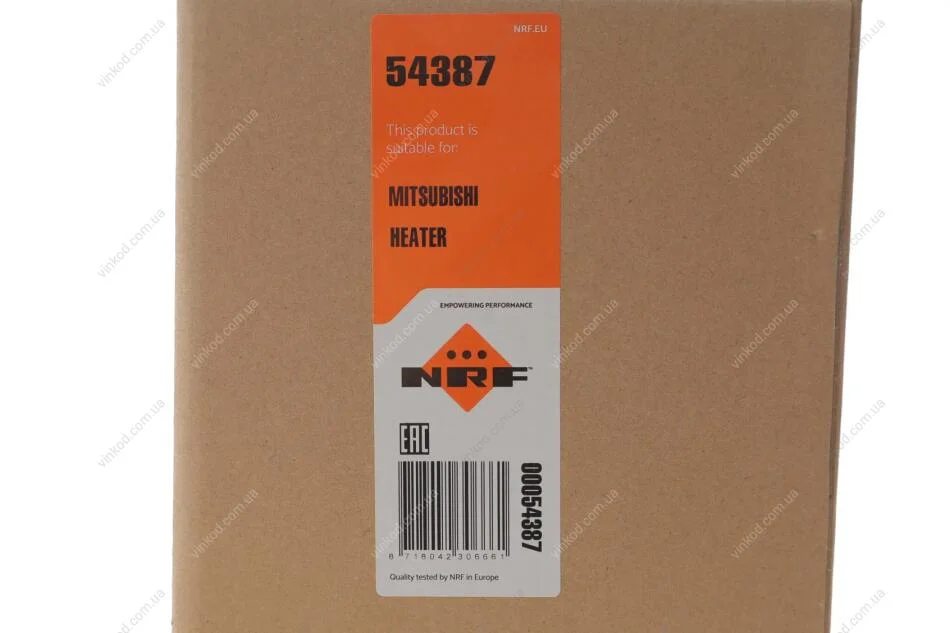 NRF.EU
54387
This product is
suitable for:
MITSUBISHI
HEATER
EMPOWERING PERFORMANCE
NRF™
EAC
00054387
8 718042 306661
Quality tested by NRF in Europe
vinkod.com.ua